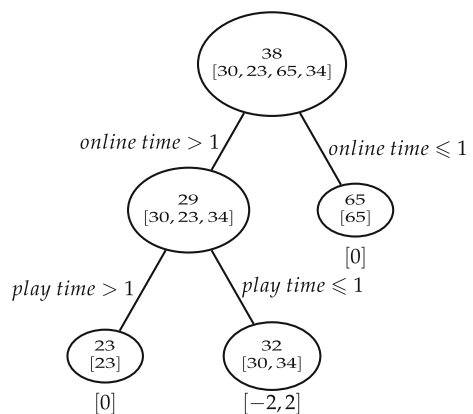 38
[30, 23, 65, 34]
online time > 1
online time ⩽ 1
29
[30, 23, 34]
65
[65]
[0]
play time > 1
play time ⩽ 1
23
[23]
32
[30, 34]
[0]
[−2, 2]